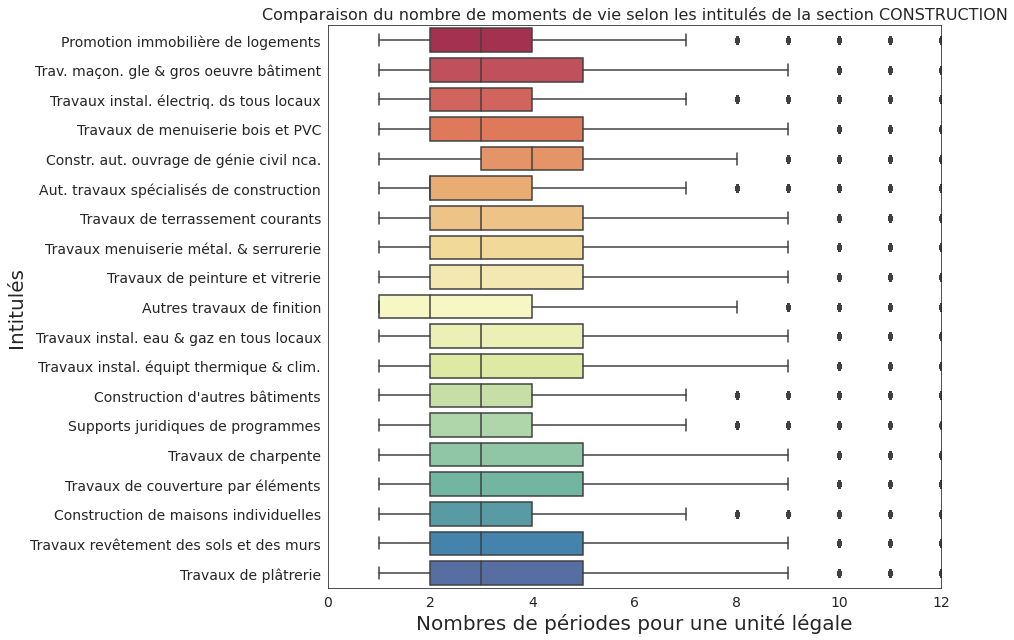 Comparaison du nombre de moments de vie selon les intitulés de la section CONSTRUCTION
Promotion immobilière de logements
Trav. maçon. gle & gros oeuvre bâtiment
Travaux instal. électriq. ds tous locaux
Travaux de menuiserie bois et PVC
Constr. aut. ouvrage de génie civil nca.
Aut. travaux spécialisés de construction
Travaux de terrassement courants
Travaux menuiserie métal. & serrurerie
Travaux de peinture et vitrerie
Autres travaux de finition
Travaux instal. eau & gaz en tous locaux
Travaux instal. équipt thermique & clim.
Construction d'autres bâtiments
Supports juridiques de programmes
Travaux de charpente
Travaux de couverture par éléments
Construction de maisons individuelles
Travaux revêtement des sols et des murs
Travaux de plâtrerie
Intitulés
0 2 4 6 8 10 12
Nombres de périodes pour une unité légale